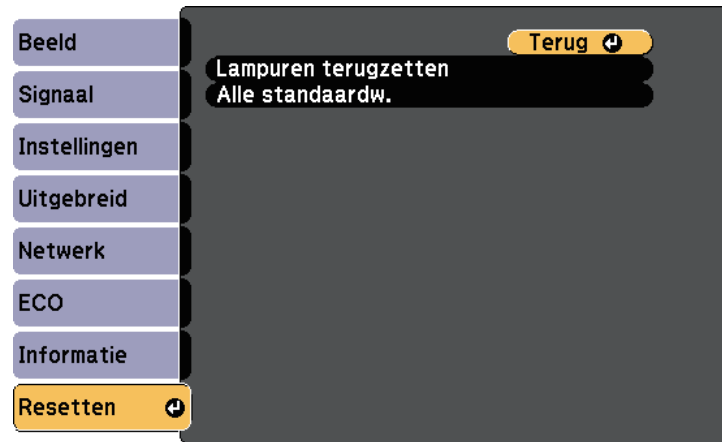 Beeld
Signaal
Instellingen
Uitgebreid
Netwerk
ECO
Informatie
Resetten
Terug
Lampuren terugzetten
Alle standaardw.